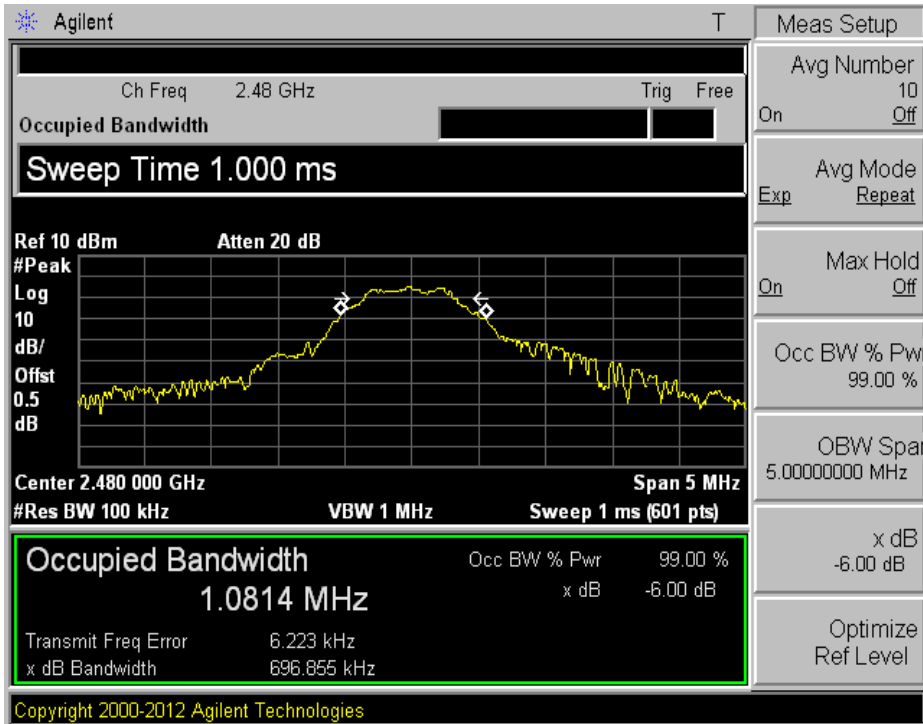 Agilent T
Ch Freq 2.48 GHz Trig Free
Occupied Bandwidth
Sweep Time 1.000 ms
Ref 10 dBm Atten 20 dB
#Peak
Log
10
dB/
Offst
0.5
dB
Center 2.480 000 GHz Span 5 MHz
#Res BW 100 kHz VBW 1 MHz Sweep 1 ms (601 pts)
Occupied Bandwidth
1.0814 MHz
Occ BW % Pwr 99.00 %
x dB -6.00 dB
Transmit Freq Error 6.223 kHz
x dB Bandwidth 696.855 kHz
Copyright 2000-2012 Agilent Technologies
Meas Setup
Avg Number
10
On Off
Avg Mode
Exp Repeat
Max Hold
On Off
Occ BW % Pwr
99.00 %
OBW Span
5.00000000 MHz
x dB
-6.00 dB
Optimize
Ref Level